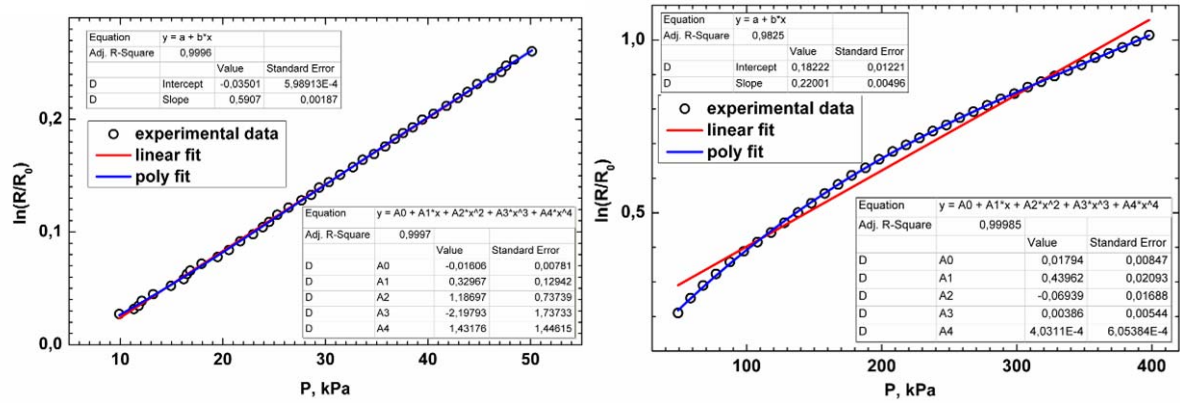 Equation y = a + b*x
Adj. R-Square 0,9996
Value Standard Error
D Intercept -0,03501 5,98913E-4
D Slope 0,5907 0,00187
experimental data
linear fit
poly fit
Equation y = A0 + A1*x + A2*x^2 + A3*x^3 + A4*x^4
Adj. R-Square 0,9997
Value Standard Error
D A0 -0,01606 0,00781
D A1 0,32967 0,12942
D A2 1,18697 0,73739
D A3 -2,19793 1,73733
D A4 1,43176 1,44615
ln(R/R0)
0,2
0,1
0,0
10 20 30 40 50
P, kPa
Equation y = a + b*x
Adj. R-Square 0,9825
Value Standard Error
D Intercept 0,18222 0,01221
D Slope 0,22001 0,00496
experimental data
linear fit
poly fit
Equation y = A0 + A1*x + A2*x^2 + A3*x^3 + A4*x^4
Adj. R-Square 0,99985
Value Standard Error
D A0 0,01794 0,00847
D A1 0,43962 0,02093
D A2 -0,06939 0,01688
D A3 0,00386 0,00544
D A4 4,0311E-4 6,05384E-4
ln(R/R0)
1,0
0,5
100 200 300 400
P, kPa